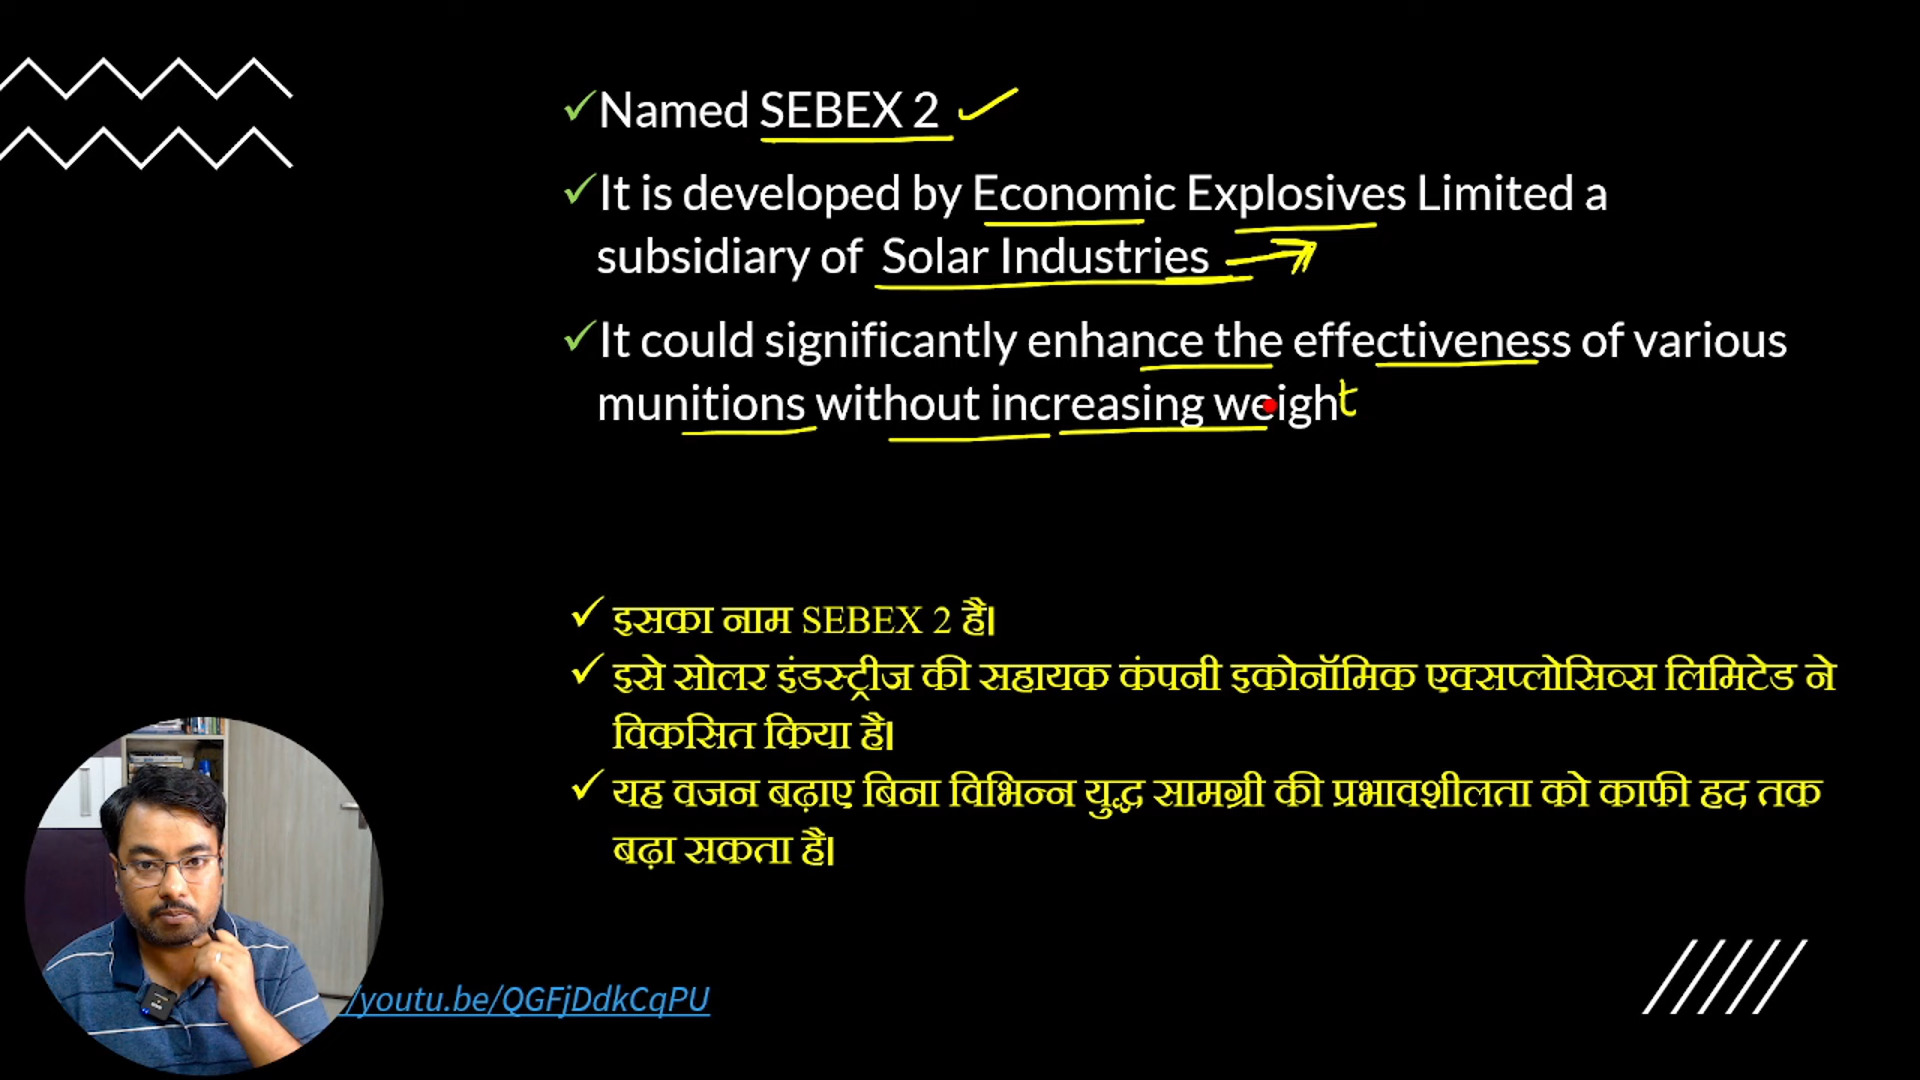 ✓Named SEBEX 2 ✓
✓It is developed by Economic Explosives Limited a
subsidiary of Solar Industries →
✓It could significantly enhance the effectiveness of various
munitions without increasing weight
✓ इसका नाम SEBEX 2 है।
✓ इसे सोलर इंडस्ट्रीज की सहायक कंपनी इकोनॉमिक एक्सप्लोसिव्स लिमिटेड ने
विकसित किया है।
✓ यह वजन बढ़ाए बिना विभिन्न युद्ध सामग्री की प्रभावशीलता को काफी हद तक
बढ़ा सकता है।
/youtu.be/QGFjDdkCqPU